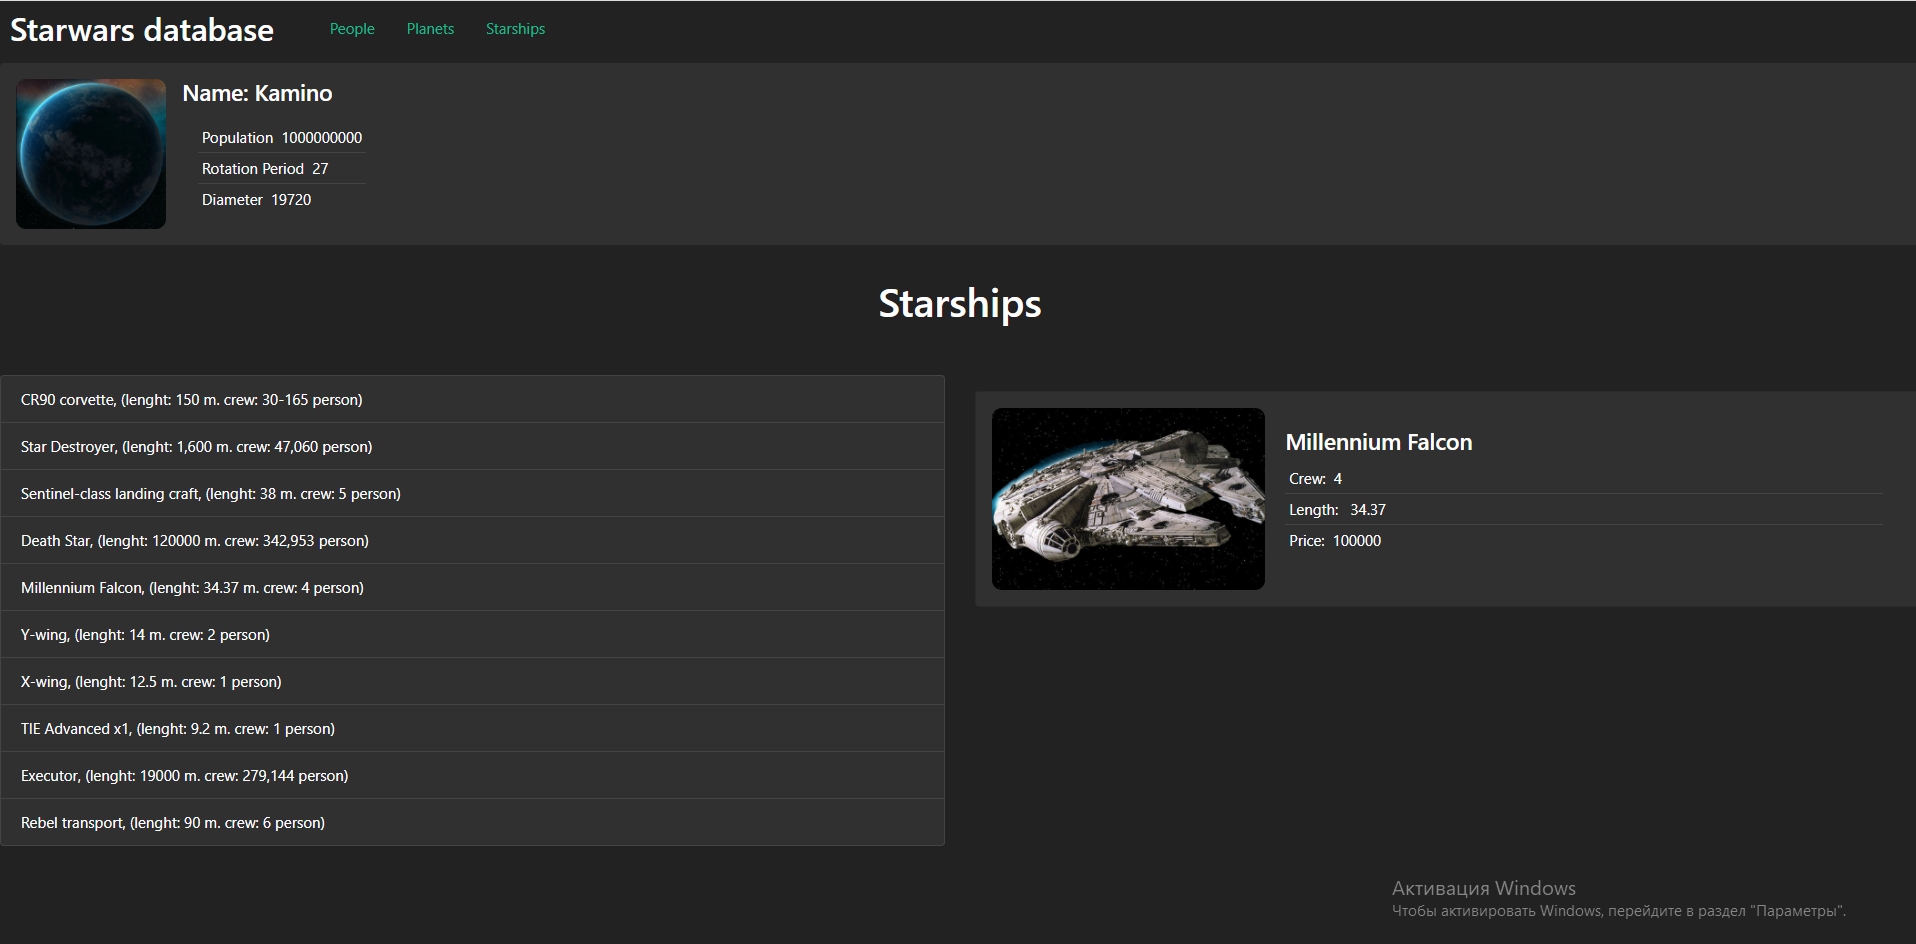 Starwars database People Planets Starships
Name: Kamino
Population 1000000000
Rotation Period 27
Diameter 19720
Starships
CR90 corvette, (lenght: 150 m. crew: 30-165 person)
Star Destroyer, (lenght: 1,600 m. crew: 47,060 person)
Sentinel-class landing craft, (lenght: 38 m. crew: 5 person)
Death Star, (lenght: 120000 m. crew: 342,953 person)
Millennium Falcon, (lenght: 34.37 m. crew: 4 person)
Y-wing, (lenght: 14 m. crew: 2 person)
X-wing, (lenght: 12.5 m. crew: 1 person)
TIE Advanced x1, (lenght: 9.2 m. crew: 1 person)
Executor, (lenght: 19000 m. crew: 279,144 person)
Rebel transport, (lenght: 90 m. crew: 6 person)
Millennium Falcon
Crew: 4
Length: 34.37
Price: 100000
Активация Windows
Чтобы активировать Windows, перейдите в раздел "Параметры".